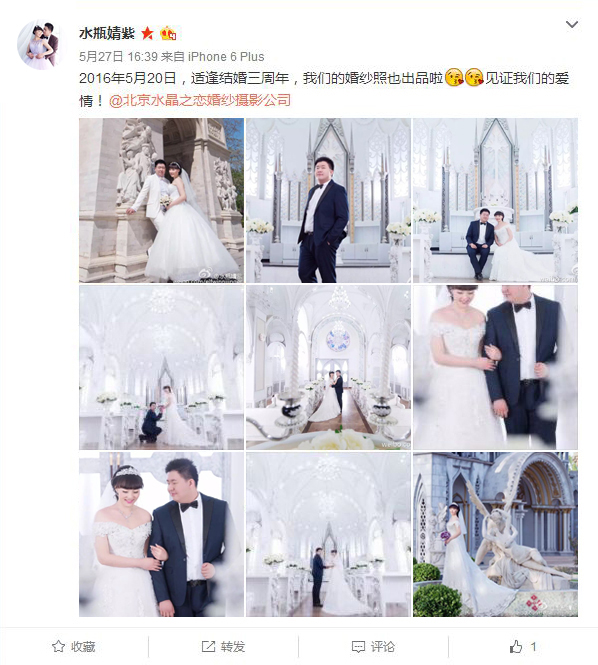 水瓶婧紫
5月27日 16:39 来自 iPhone 6 Plus
2016年5月20日，适逢结婚三周年，我们的婚纱照也出品啦 见证我们的爱
情！@北京水晶之恋婚纱摄影公司
收藏
转发
评论
1